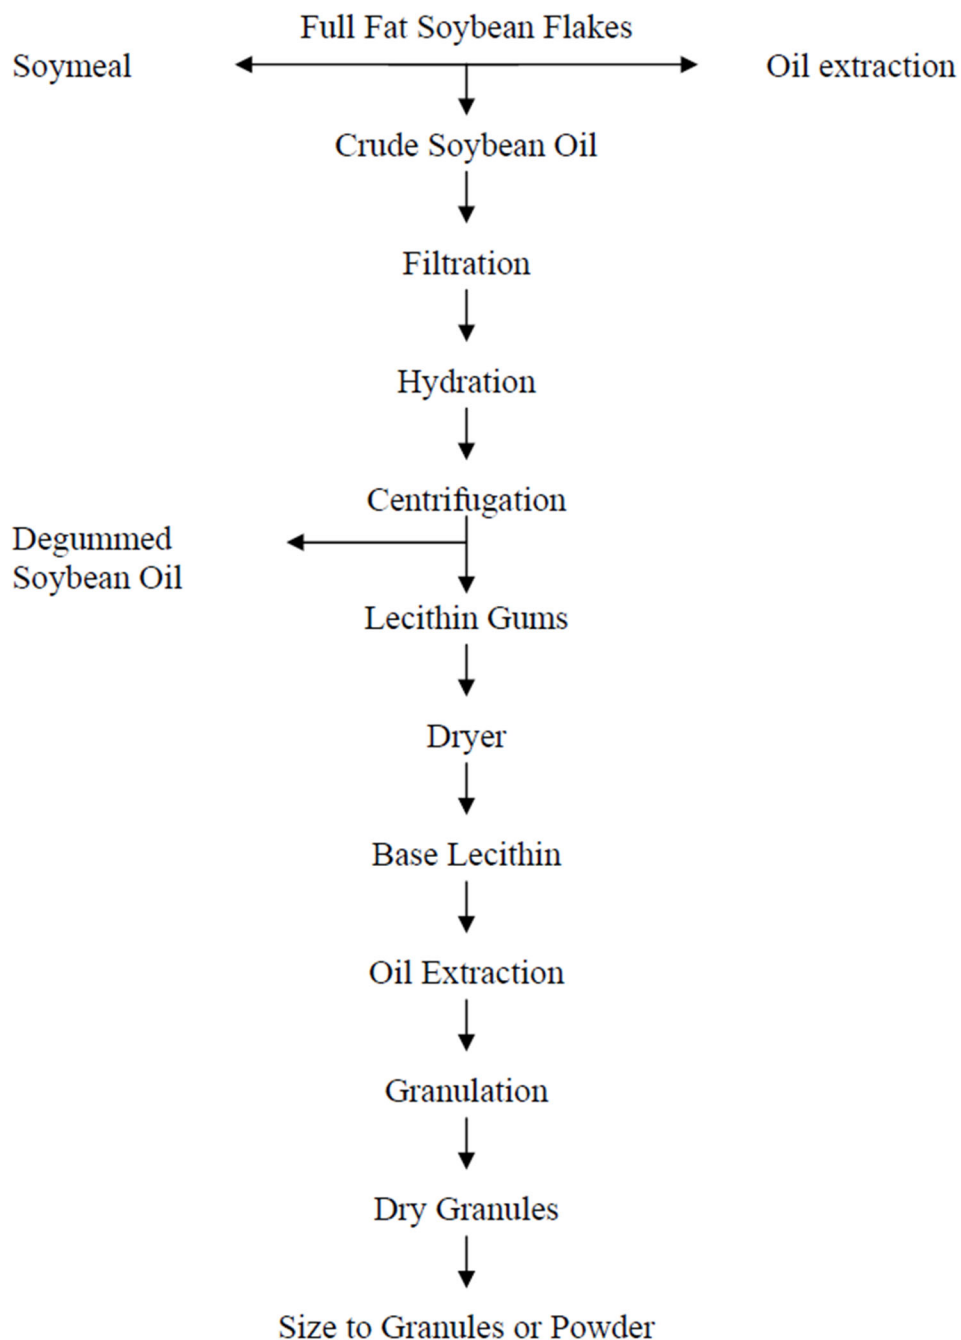 Full Fat Soybean Flakes
Soymeal
Oil extraction
Crude Soybean Oil
Filtration
Hydration
Centrifugation
Degummed
Soybean Oil
Lecithin Gums
Dryer
Base Lecithin
Oil Extraction
Granulation
Dry Granules
Size to Granules or Powder